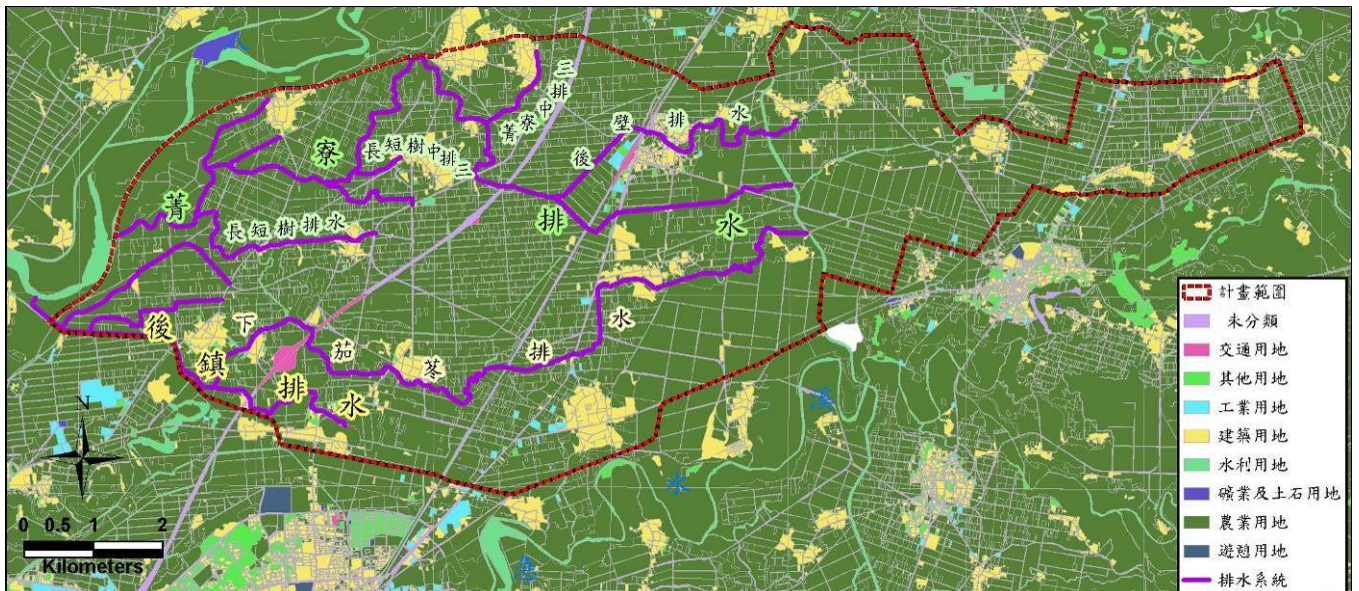 三
排
中
寮
菁
壁 排 水
後
寮
長短樹中排三
菁
排
水
長短樹排水
後
鎮
排
水
下
茄
苳
排
水
溪
水
急
N
0 0.5 1 2
Kilometers
計畫範圍
未分類
交通用地
其他用地
工業用地
建築用地
水利用地
礦業及土石用地
農業用地
遊憩用地
排水系統